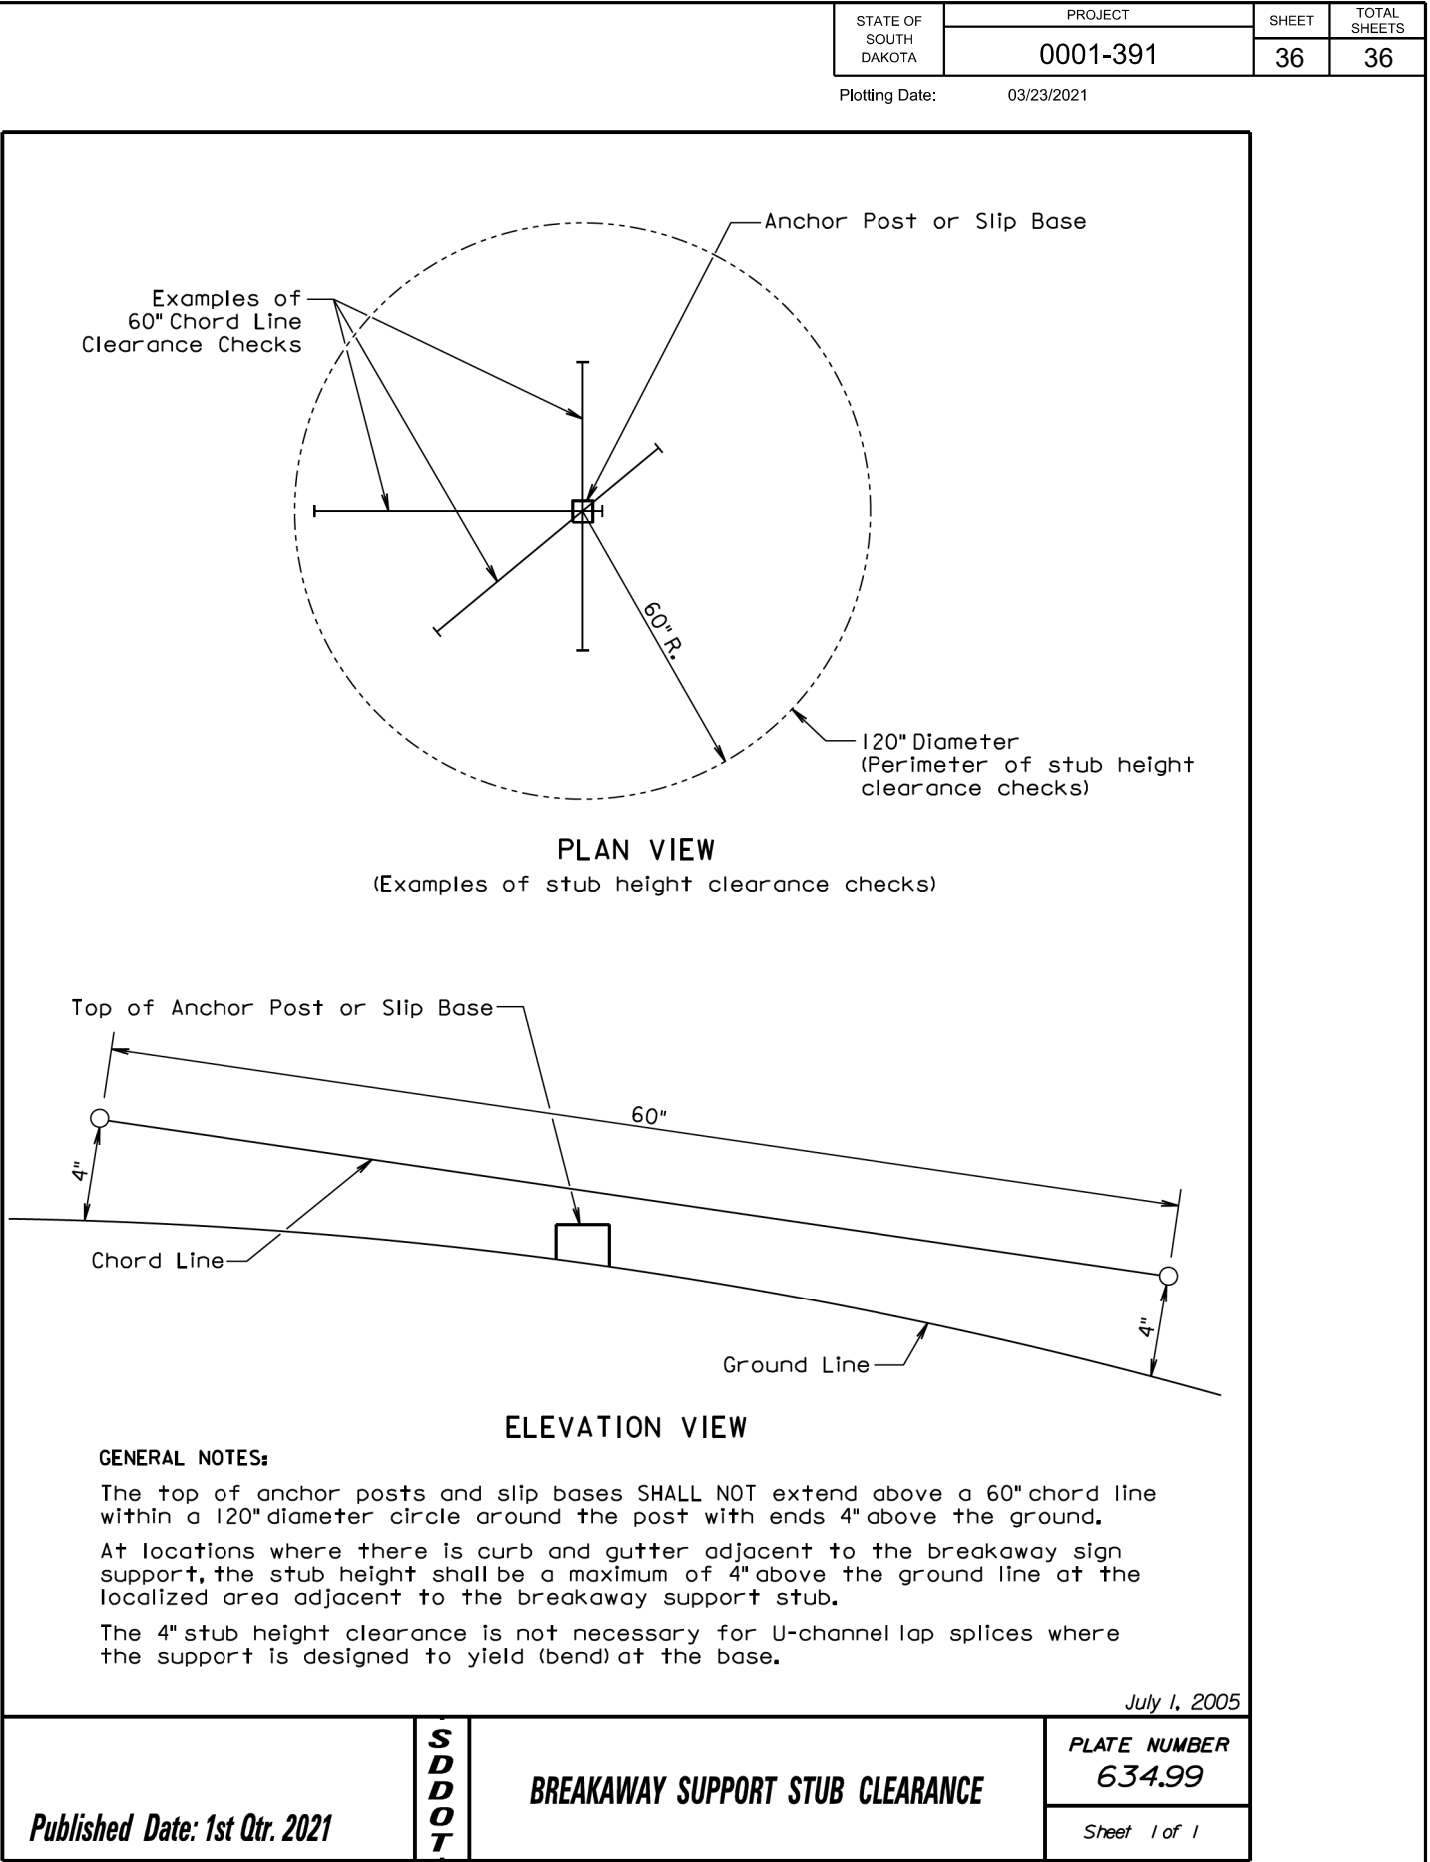 STATE OF
SOUTH
DAKOTA
PROJECT
0001-391
SHEET
36
TOTAL
SHEETS
36
Plotting Date: 03/23/2021
Anchor Post or Slip Base
Examples of
60" Chord Line
Clearance Checks
60" R.
120" Diameter
(Perimeter of stub height
clearance checks)
PLAN VIEW
(Examples of stub height clearance checks)
Top of Anchor Post or Slip Base
60"
4"
Chord Line
4"
Ground Line
ELEVATION VIEW
GENERAL NOTES:
The top of anchor posts and slip bases SHALL NOT extend above a 60" chord line
within a 120" diameter circle around the post with ends 4" above the ground.
At locations where there is curb and gutter adjacent to the breakaway sign
support, the stub height shall be a maximum of 4" above the ground line at the
localized area adjacent to the breakaway support stub.
The 4" stub height clearance is not necessary for U-channel lap splices where
the support is designed to yield (bend) at the base.
July 1, 2005
Published Date: 1st Qtr. 2021
SDDOT
BREAKAWAY SUPPORT STUB CLEARANCE
PLATE NUMBER
634.99
Sheet 1 of 1